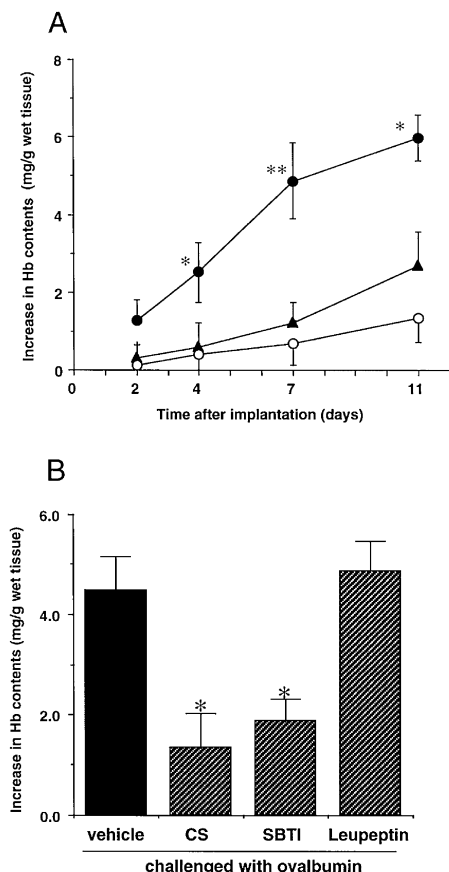 A
Increase in Hb contents (mg/g wet tissue)
8
6
4
2
0
*
**
*
0 2 4 7 11
Time after implantation (days)
B
Increase in Hb contents (mg/g wet tissue)
6.0
4.0
2.0
0.0
* *
vehicle CS SBTI Leupeptin
challenged with ovalbumin